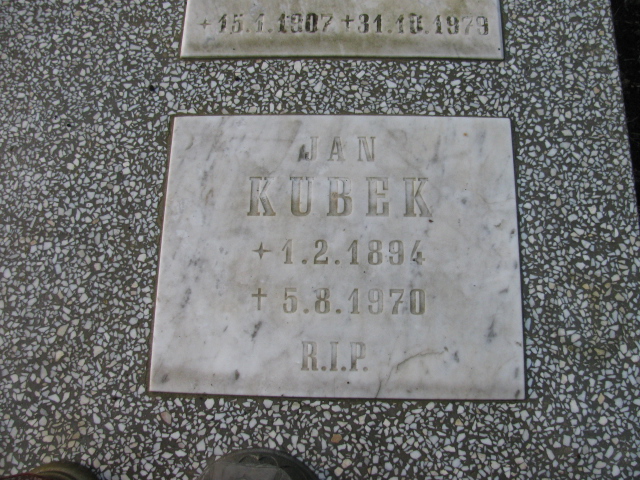 +15.1.1907 +31.10.1979
JAN
KUBEK
+1.2.1894
†5.8.1970
R.I.P.